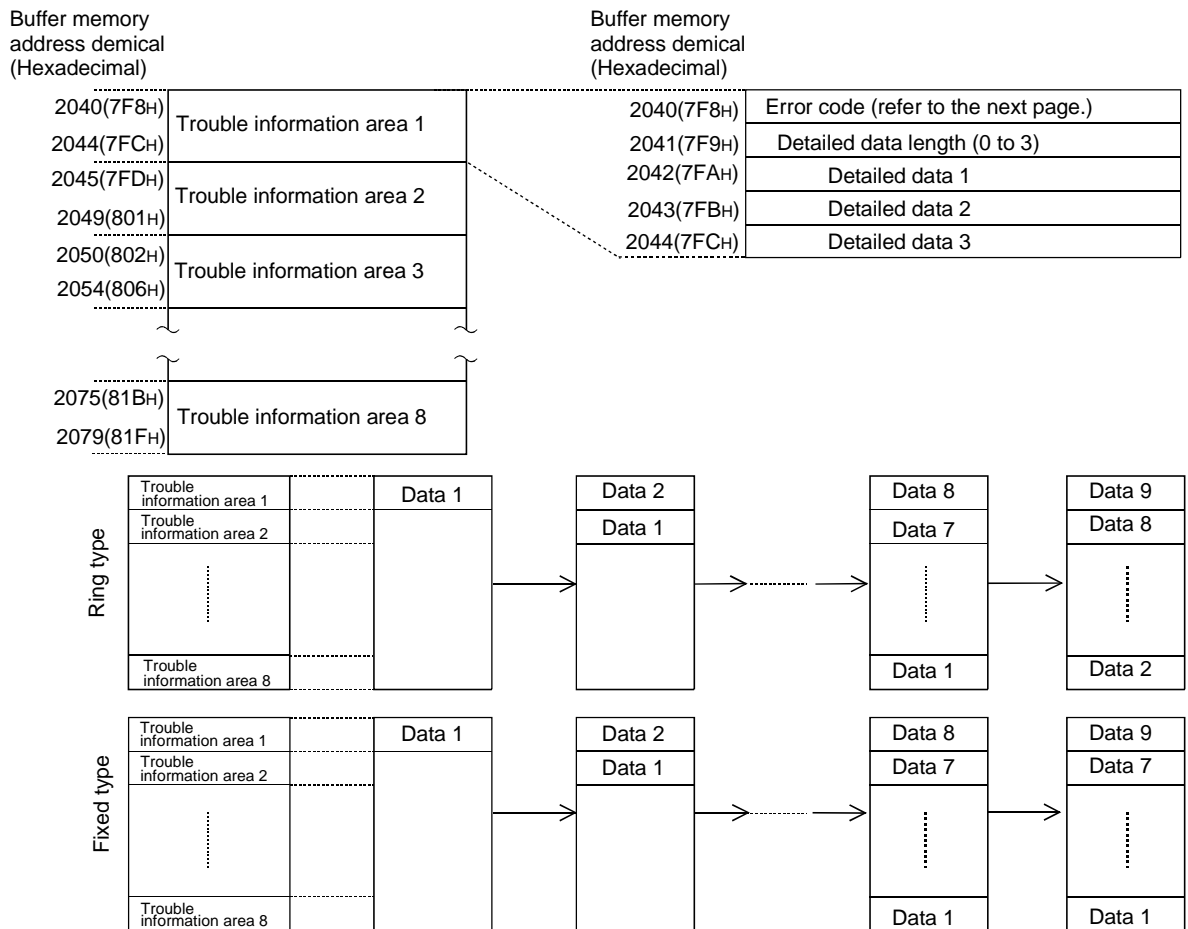 Buffer memory
address demical
(Hexadecimal)
2040(7F8H)
2044(7FCH)
2045(7FDH)
2049(801H)
2050(802H)
2054(806H)
2075(81BH)
2079(81FH)
Trouble information area 1
Trouble information area 2
Trouble information area 3
Trouble information area 8
Buffer memory
address demical
(Hexadecimal)
2040(7F8H) Error code (refer to the next page.)
2041(7F9H) Detailed data length (0 to 3)
2042(7FAH) Detailed data 1
2043(7FBH) Detailed data 2
2044(7FCH) Detailed data 3
Ring type
Trouble
information area 1
Trouble
information area 2
Trouble
information area 8
Data 1
Data 2
Data 1
Data 8
Data 7
Data 1
Data 9
Data 8
Data 2
Fixed type
Trouble
information area 1
Trouble
information area 2
Trouble
information area 8
Data 1
Data 2
Data 1
Data 8
Data 7
Data 1
Data 9
Data 7
Data 1